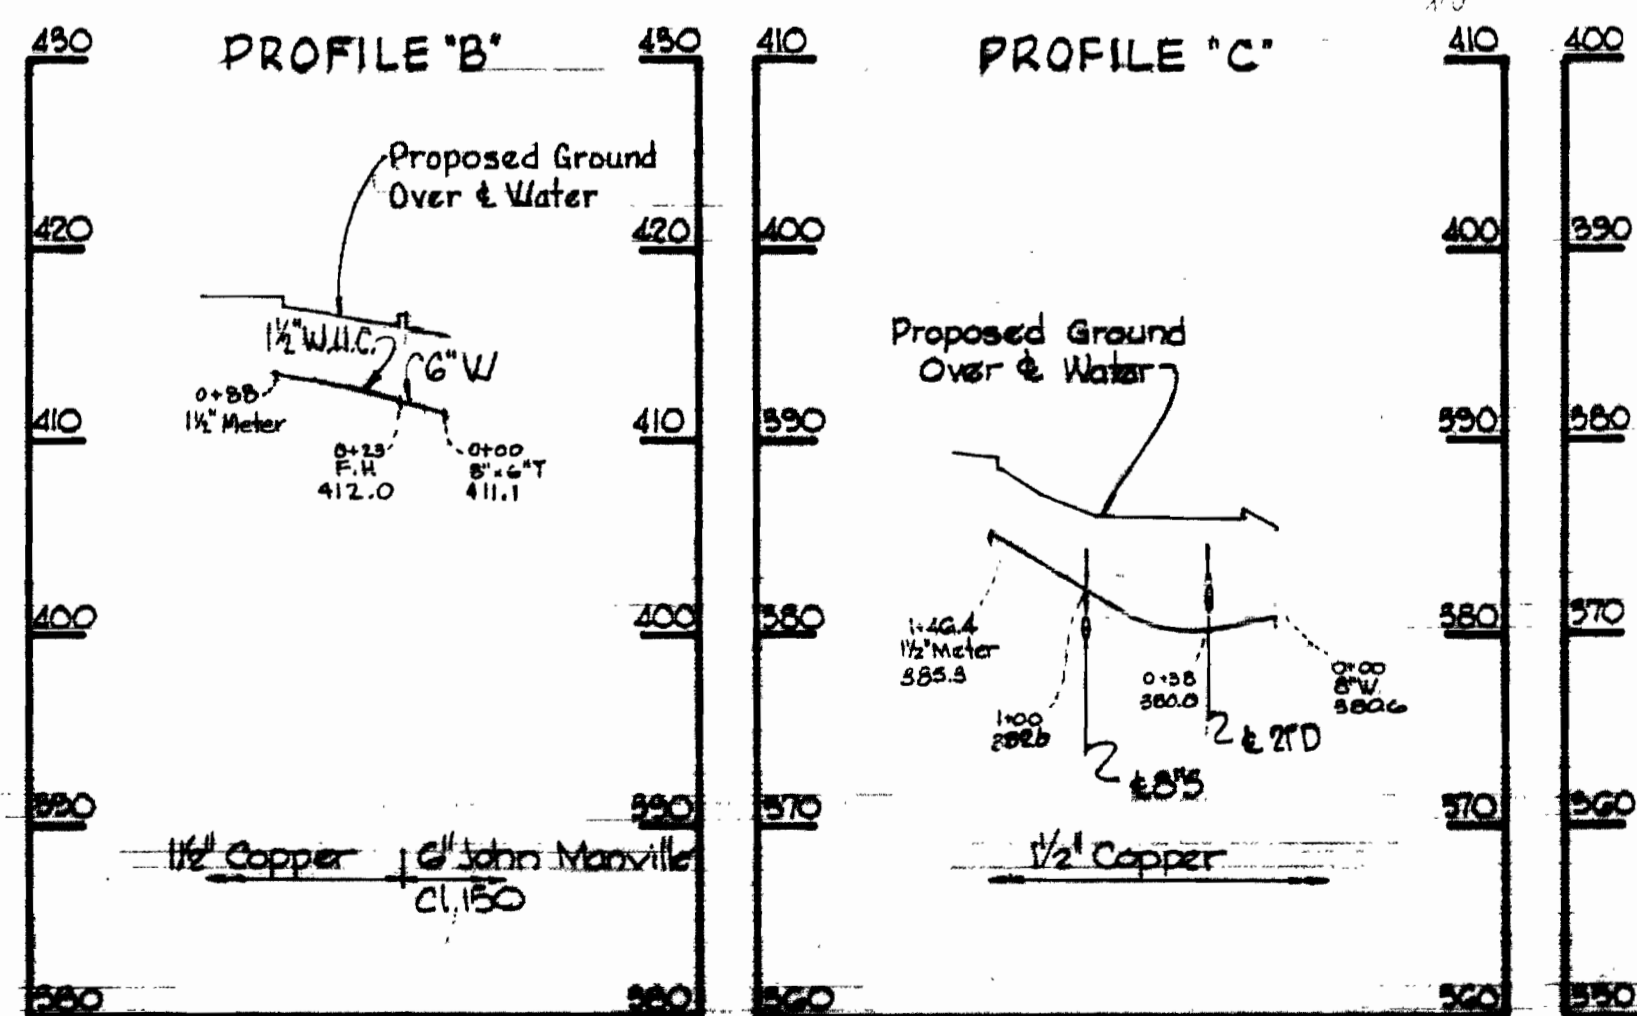 PROFILE "B"
430
430
Proposed Ground
Over ℄ Water
420
420
1½" W.U.C.
6" W
0+88
1½" Meter
410
410
0+23
F.H
412.0
0+00
8"x6"T
411.1
400
400
390
390
1½" Copper
6" John Manville
Cl. 150
380
380
PROFILE "C"
410
410
400
400
Proposed Ground
Over ℄ Water
390
390
380
380
1+46.4
1½" Meter
385.3
1+00
0+38
380.0
0+00
8"W.
380.6
℄ 8"S
370
370
1½" Copper
360
360
400
390
380
370
360
350